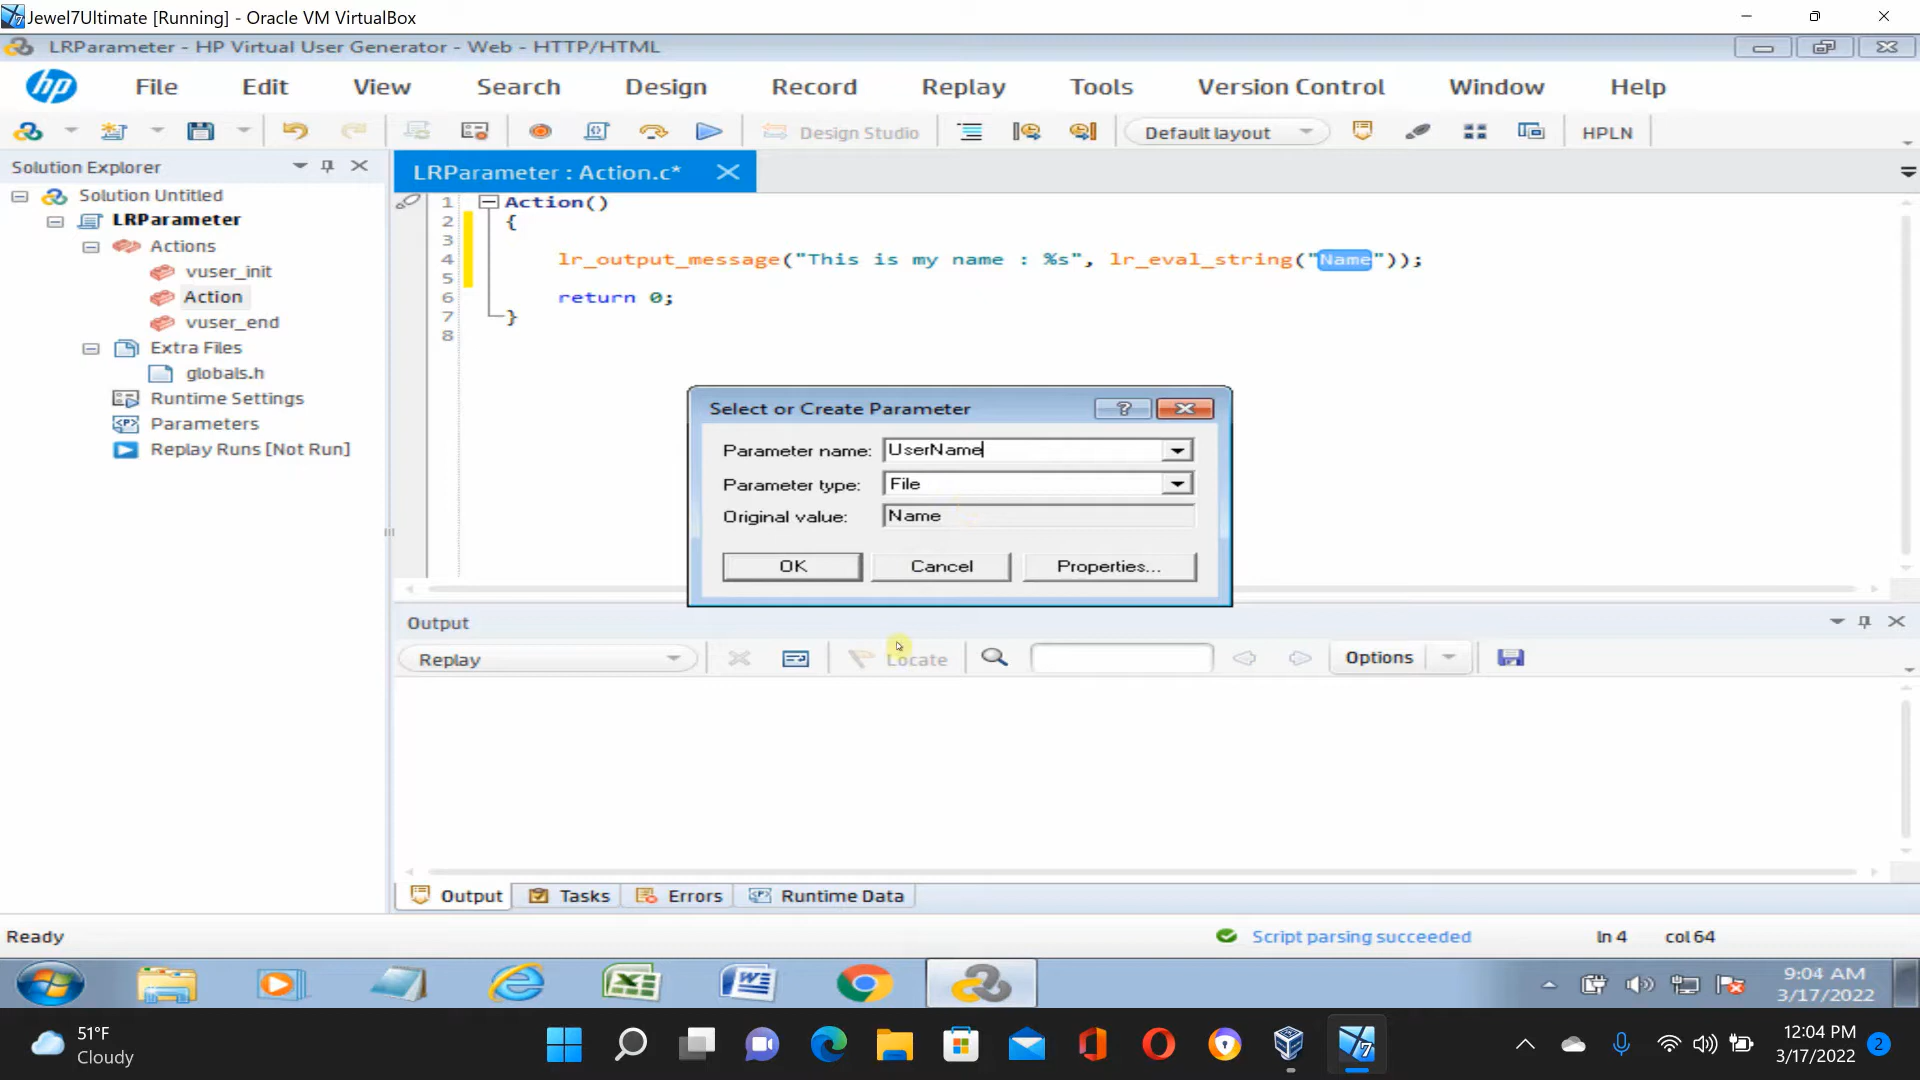 Jewel7Ultimate [Running] - Oracle VM VirtualBox
LRParameter - HP Virtual User Generator - Web - HTTP/HTML
hp File Edit View Search Design Record Replay Tools Version Control Window Help
Design Studio Default layout HPLN
Solution Explorer
Solution Untitled
LRParameter
Actions
vuser_init
Action
vuser_end
Extra Files
globals.h
Runtime Settings
Parameters
Replay Runs [Not Run]
LRParameter : Action.c*
1 Action()
2 {
3
4 lr_output_message("This is my name : %s", lr_eval_string("Name"));
5
6 return 0;
7 }
8
Select or Create Parameter ?
Parameter name: UserName
Parameter type: File
Original value: Name
OK Cancel Properties...
Output
Replay Locate Options
Output Tasks Errors Runtime Data
Ready Script parsing succeeded ln 4 col 64
9:04 AM
3/17/2022
51°F
Cloudy
7
12:04 PM
3/17/2022
2